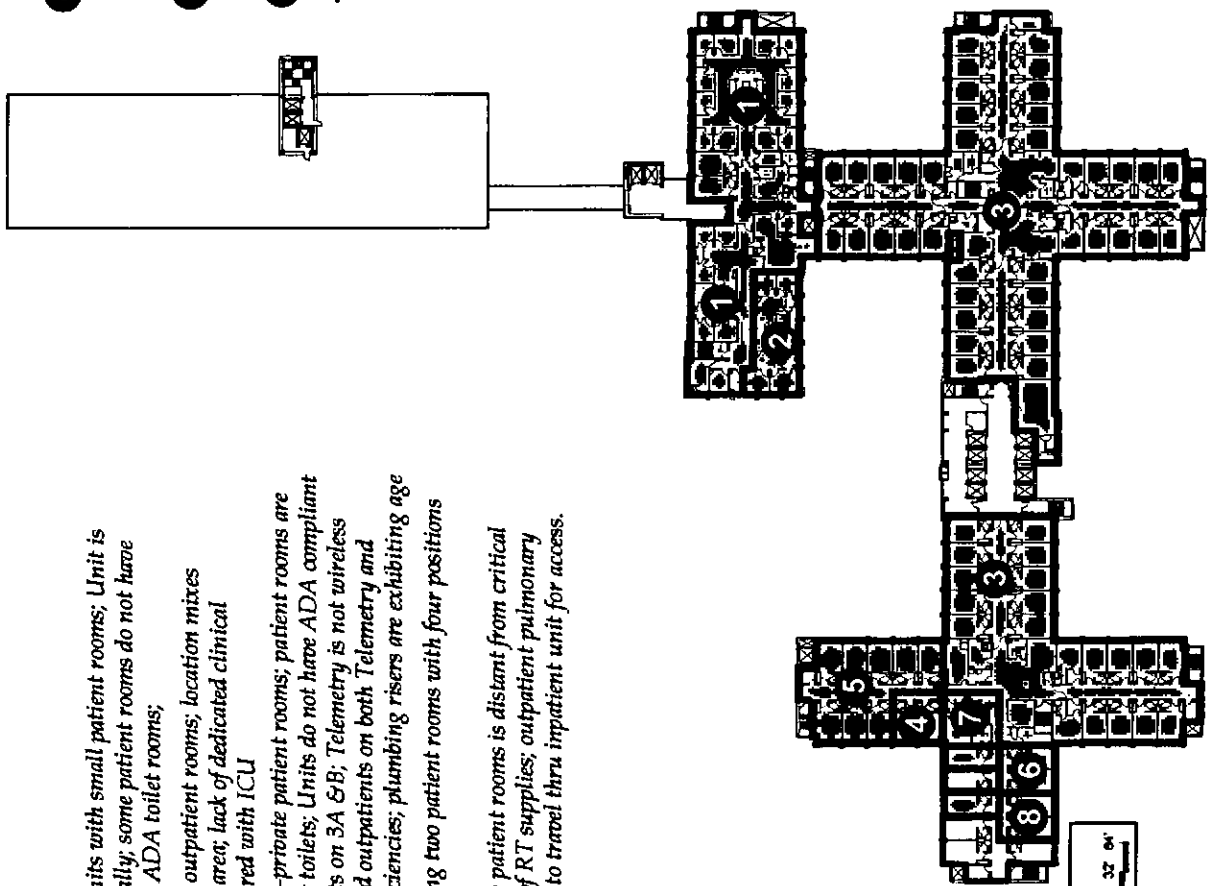 nits with small patient rooms; Unit is
ally; some patient rooms do not have
ADA toilet rooms;
outpatient rooms; location mixes
area; lack of dedicated clinical
red with ICU
-private patient rooms; patient rooms are
toilets; Units do not have ADA compliant
s on 3A &B; Telemetry is not wireless
d outpatients on both Telemetry and
ciencies; plumbing risers are exhibiting age
ng two patient rooms with four positions
patient rooms is distant from critical
of RT supplies; outpatient pulmonary
to travel thru inpatient unit for access.
1
1
2
3
3
4
5
6
7
8
32' 64'